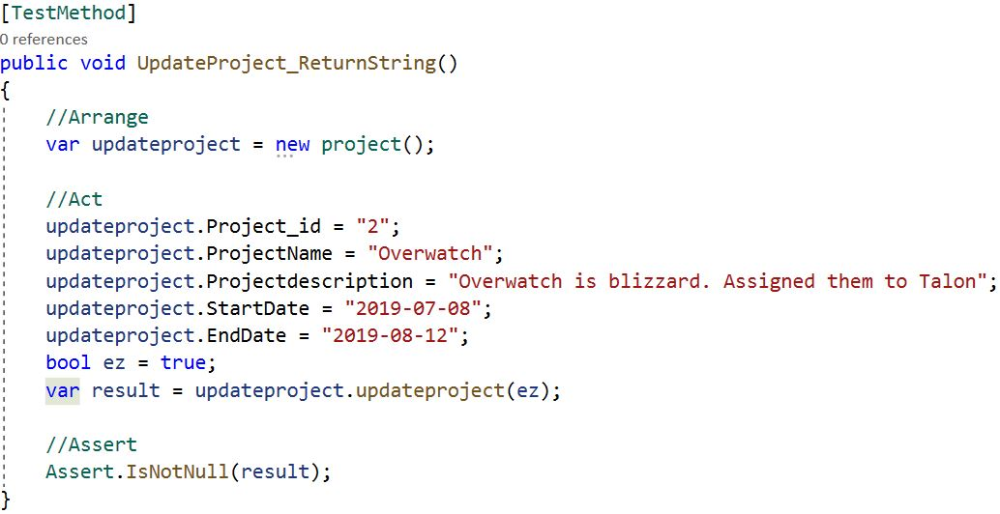 [TestMethod]
0 references
public void UpdateProject_ReturnString()
{
//Arrange
var updateproject = new project();
//Act
updateproject.Project_id = "2";
updateproject.ProjectName = "Overwatch";
updateproject.Projectdescription = "Overwatch is blizzard. Assigned them to Talon";
updateproject.StartDate = "2019-07-08";
updateproject.EndDate = "2019-08-12";
bool ez = true;
var result = updateproject.updateproject(ez);
//Assert
Assert.IsNotNull(result);
}